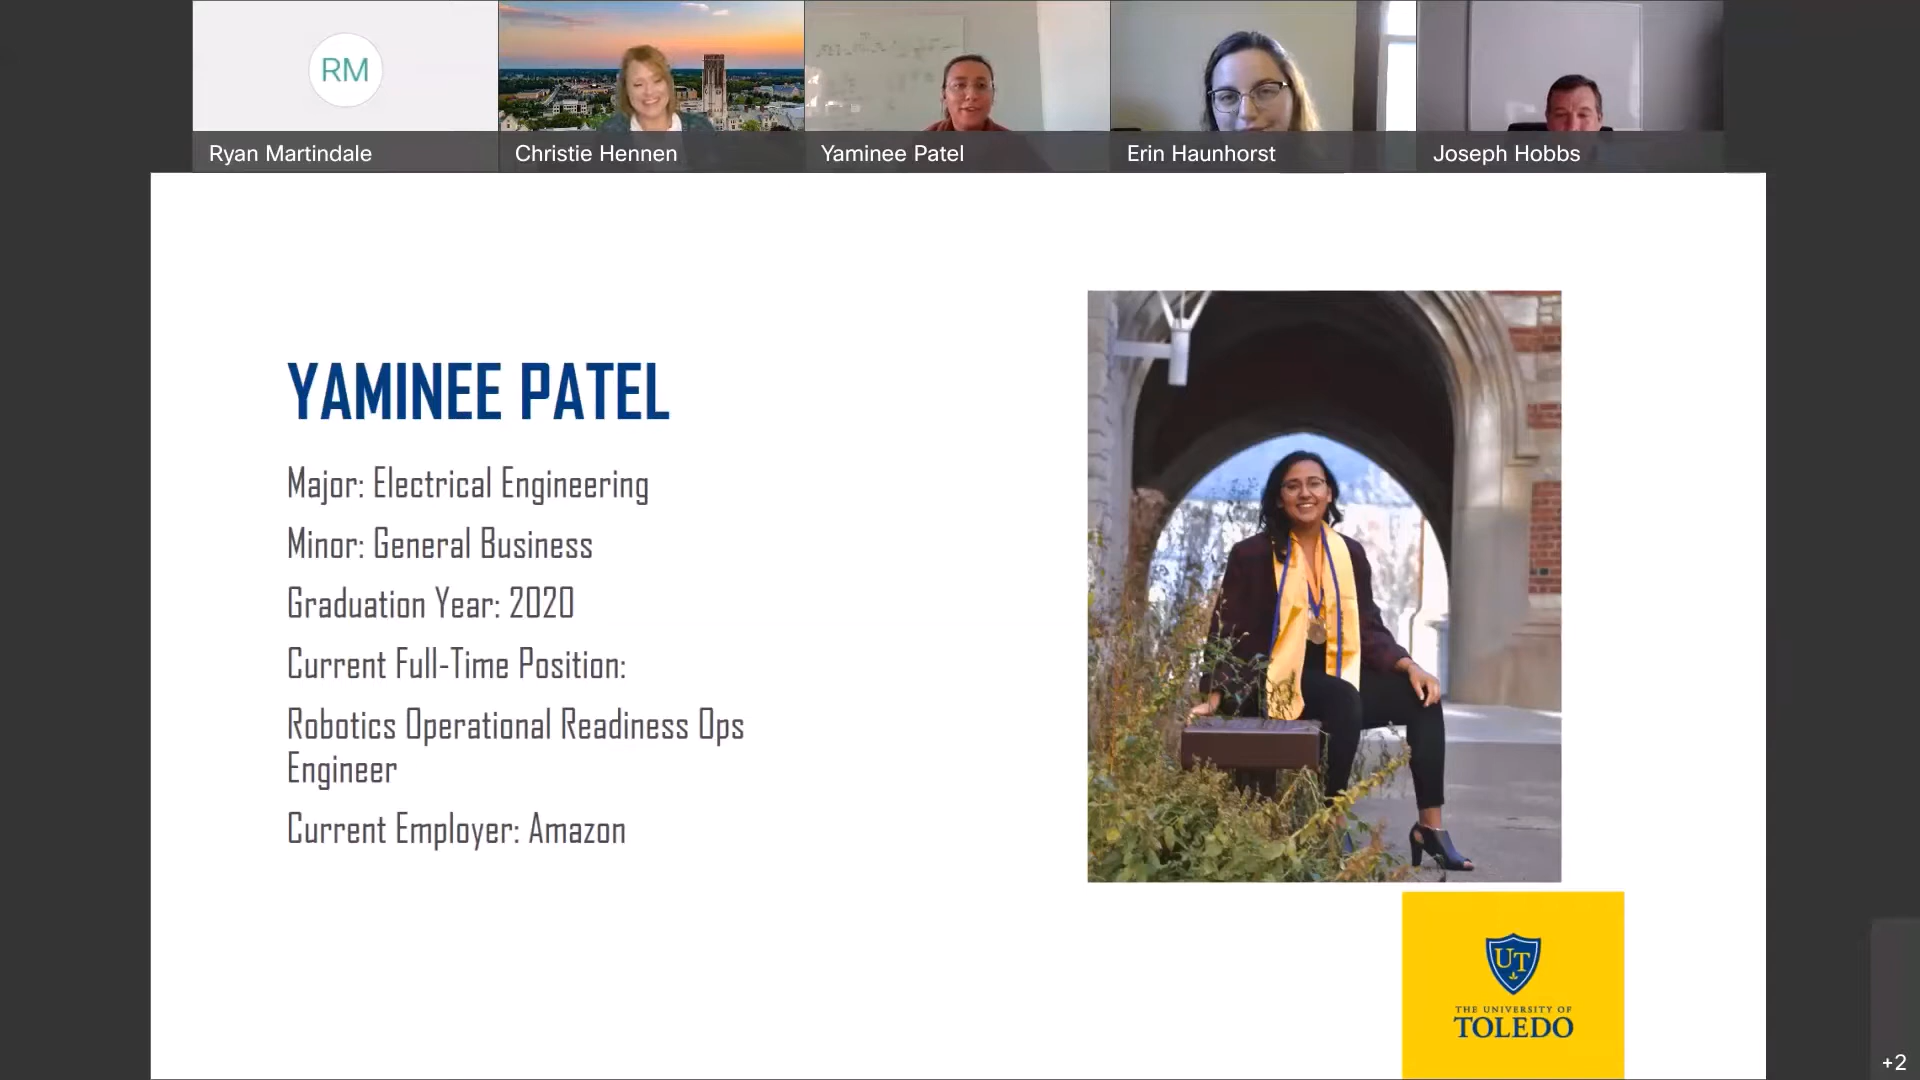 RM
Ryan Martindale
Christie Hennen
Yaminee Patel
Erin Haunhorst
Joseph Hobbs
YAMINEE PATEL
Major: Electrical Engineering
Minor: General Business
Graduation Year: 2020
Current Full-Time Position:
Robotics Operational Readiness Ops
Engineer
Current Employer: Amazon
UT
THE UNIVERSITY OF
TOLEDO
+2